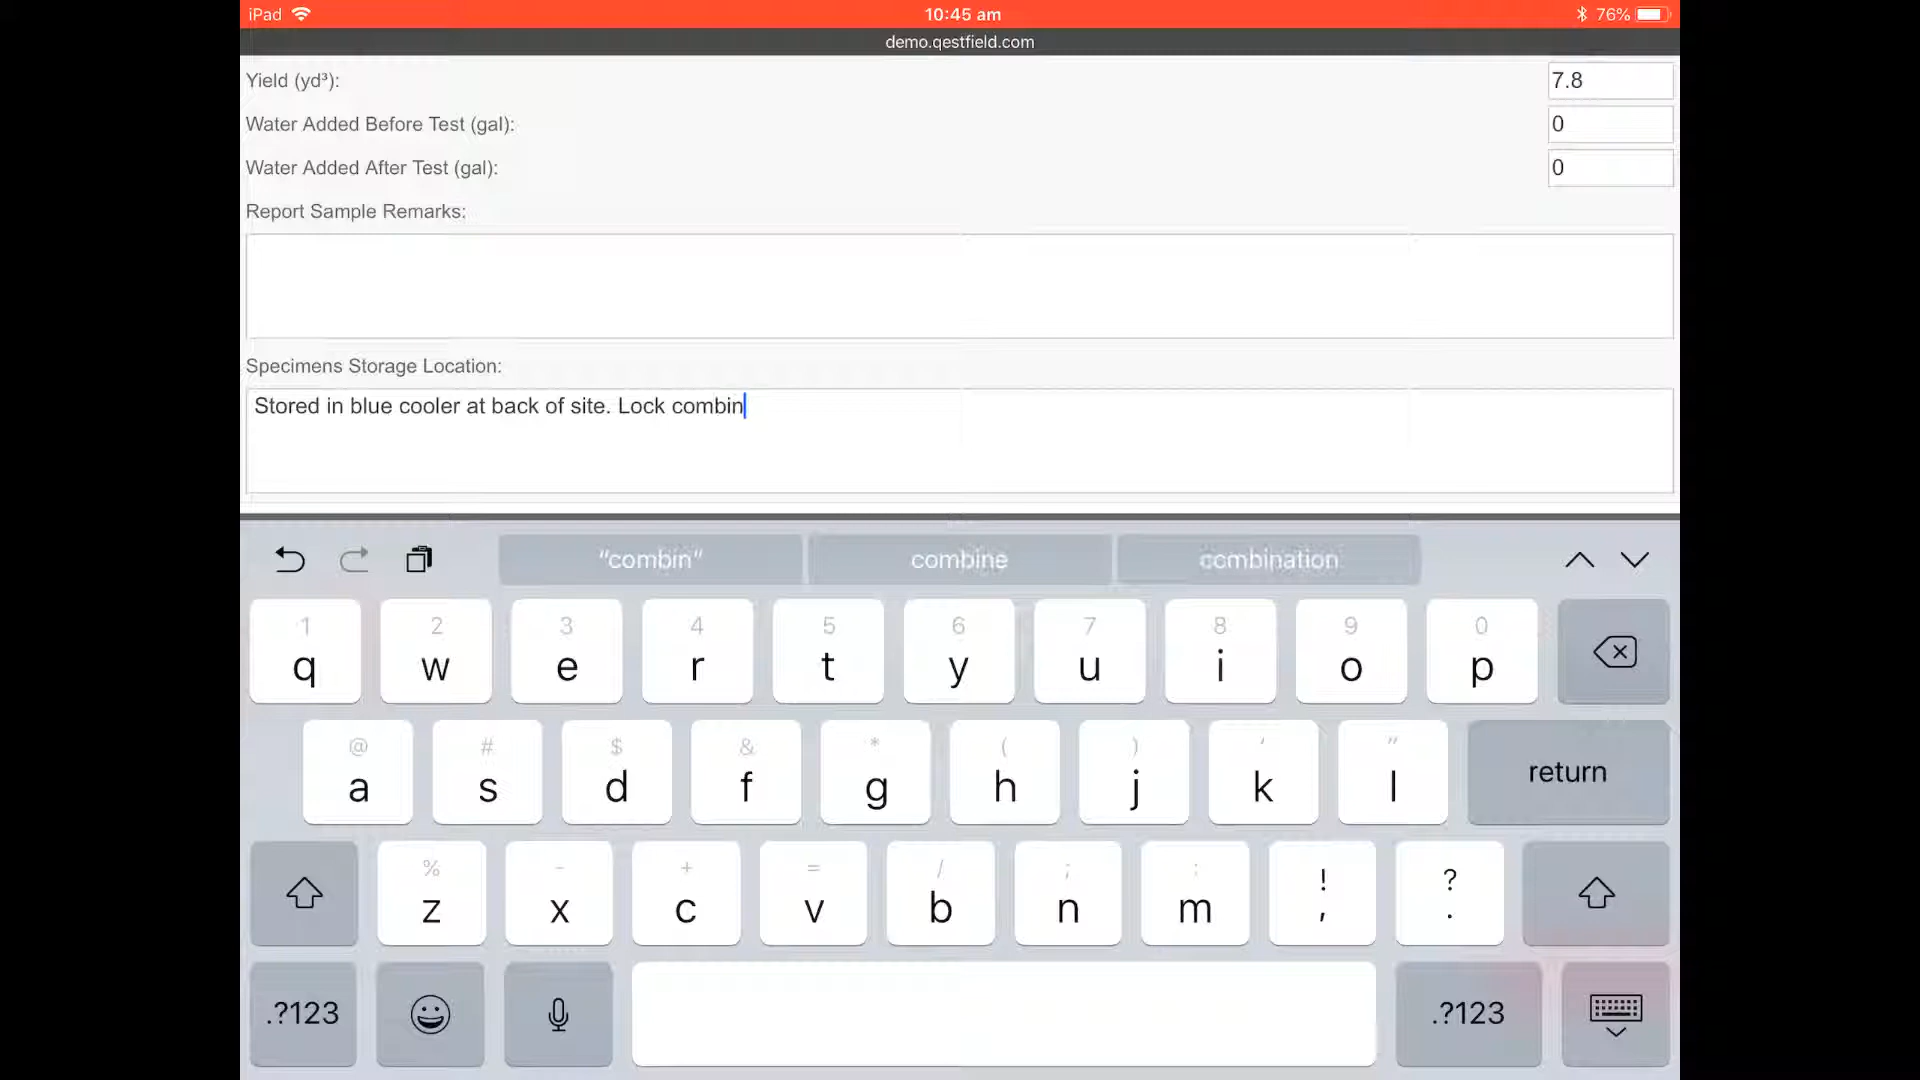 iPad 10:45 am 76%
demo.qestfield.com
Yield (yd³): 7.8
Water Added Before Test (gal): 0
Water Added After Test (gal): 0
Report Sample Remarks:
Specimens Storage Location:
Stored in blue cooler at back of site. Lock combin
“combin” combine combination
1 2 3 4 5 6 7 8 9 0
q w e r t y u i o p
@ # $ & * ( ) ' "
a s d f g h j k l return
% - + = / ; : ! ?
z x c v b n m , .
.?123 .?123